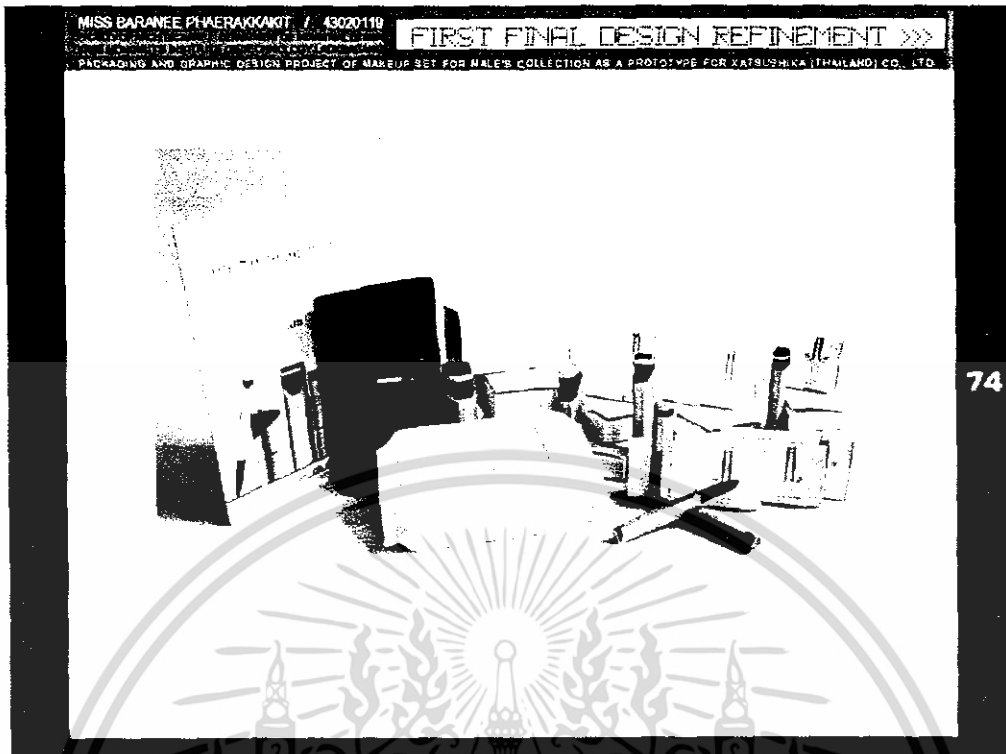 MISS BARANEE PHAERAKKAKIT / 43020119
FIRST FINAL DESIGN REFINEMENT >>>
PACKAGING AND GRAPHIC DESIGN PROJECT OF MAKEUP SET FOR MALE'S COLLECTION AS A PROTOTYPE FOR KATSUSHIKA (THAILAND) CO., LTD.
74